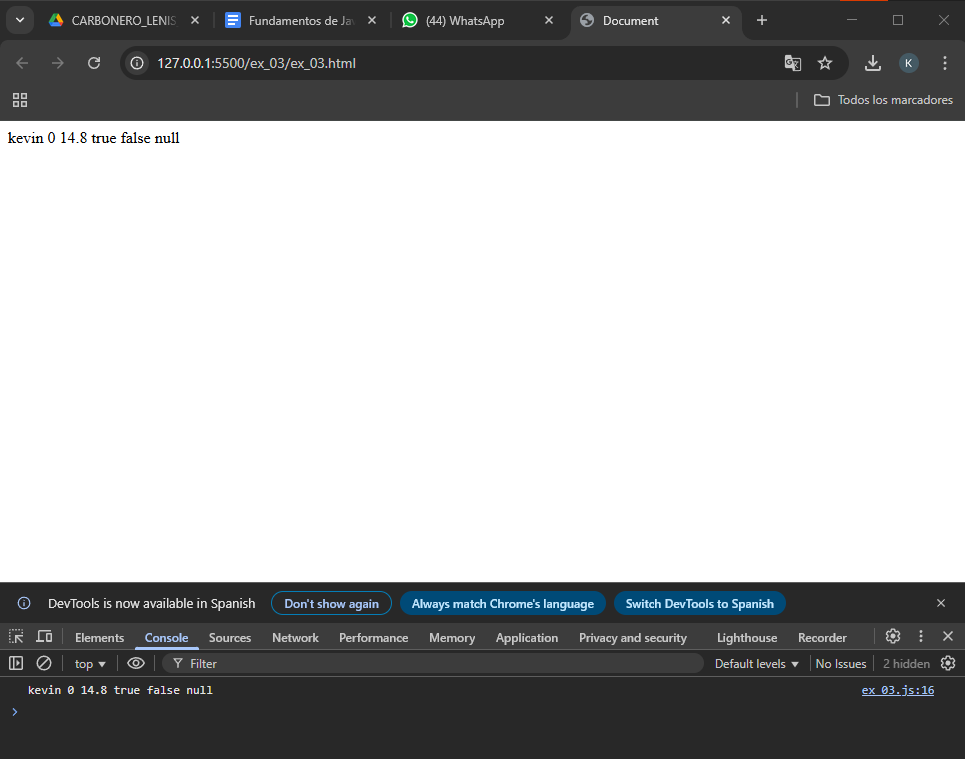 CARBONERO_LENIS
Fundamentos de Jav
(44) WhatsApp
Document
127.0.0.1:5500/ex_03/ex_03.html
K
Todos los marcadores
kevin 0 14.8 true false null
DevTools is now available in Spanish
Don't show again
Always match Chrome's language
Switch DevTools to Spanish
Elements
Console
Sources
Network
Performance
Memory
Application
Privacy and security
Lighthouse
Recorder
top
Filter
Default levels
No Issues
2 hidden
kevin 0 14.8 true false null
ex_03.js:16